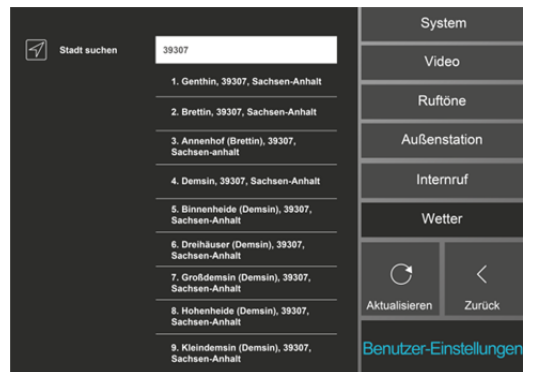 Stadt suchen
39307
1. Genthin, 39307, Sachsen-Anhalt
2. Brettin, 39307, Sachsen-Anhalt
3. Annenhof (Brettin), 39307,
Sachsen-anhalt
4. Demsin, 39307, Sachsen-Anhalt
5. Binnenheide (Demsin), 39307,
Sachsen-Anhalt
6. Dreihäuser (Demsin), 39307,
Sachsen-Anhalt
7. Großdemsin (Demsin), 39307,
Sachsen-Anhalt
8. Hohenheide (Demsin), 39307,
Sachsen-Anhalt
9. Kleindemsin (Demsin), 39307,
Sachsen-Anhalt
System
Video
Ruftöne
Außenstation
Internruf
Wetter
Aktualisieren
Zurück
Benutzer-Einstellungen